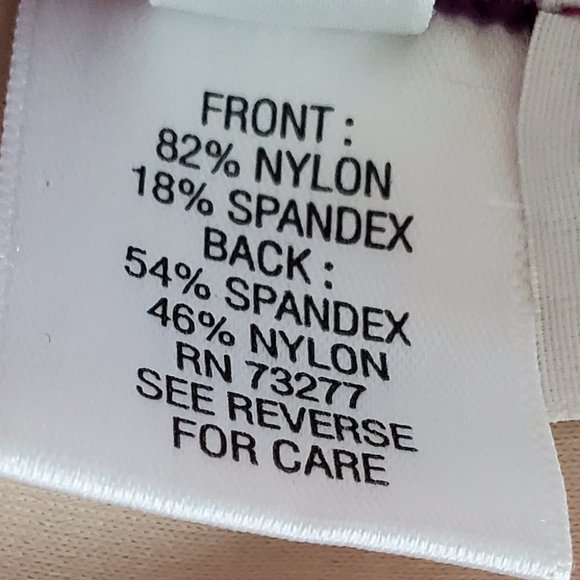 FRONT :
82% NYLON
18% SPANDEX
BACK :
54% SPANDEX
46% NYLON
RN 73277
SEE REVERSE
FOR CARE